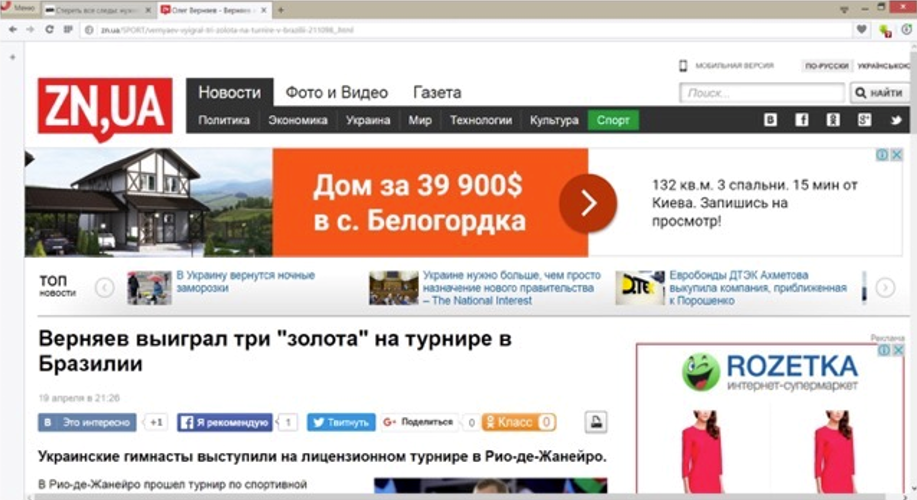 Меню
Стереть все следы: нужн
ZN Олег Верняев - Верняев
zn.ua/SPORT/vernyaev-vyigral-tri-zolota-na-turnire-v-brazilii-211098_.html
МОБИЛЬНАЯ ВЕРСИЯ
ПО-РУССКИ УКРАЇНСЬКОЮ
ZN,UA
Новости Фото и Видео Газета
Поиск...
НАЙТИ
Политика Экономика Украина Мир Технологии Культура Спорт
Дом за 39 900$
в с. Белогордка
132 кв.м. 3 спальни. 15 мин от
Киева. Запишись на
просмотр!
ТОП
новости
В Украину вернутся ночные
заморозки
Украине нужно больше, чем просто
назначение нового правительства
– The National Interest
ДТЕ
Евробонды ДТЭК Ахметова
выкупила компания, приближенная
к Порошенко
Верняев выиграл три "золота" на турнире в
Бразилии
19 апреля в 21:26
В Это интересно +1
Я рекомендую 1
Твитнуть
G+ Поделиться 0
Класс 0
Украинские гимнасты выступили на лицензионном турнире в Рио-де-Жанейро.
В Рио-де-Жанейро прошел турнир по спортивной
Реклама
ROZETKA
интернет-супермаркет